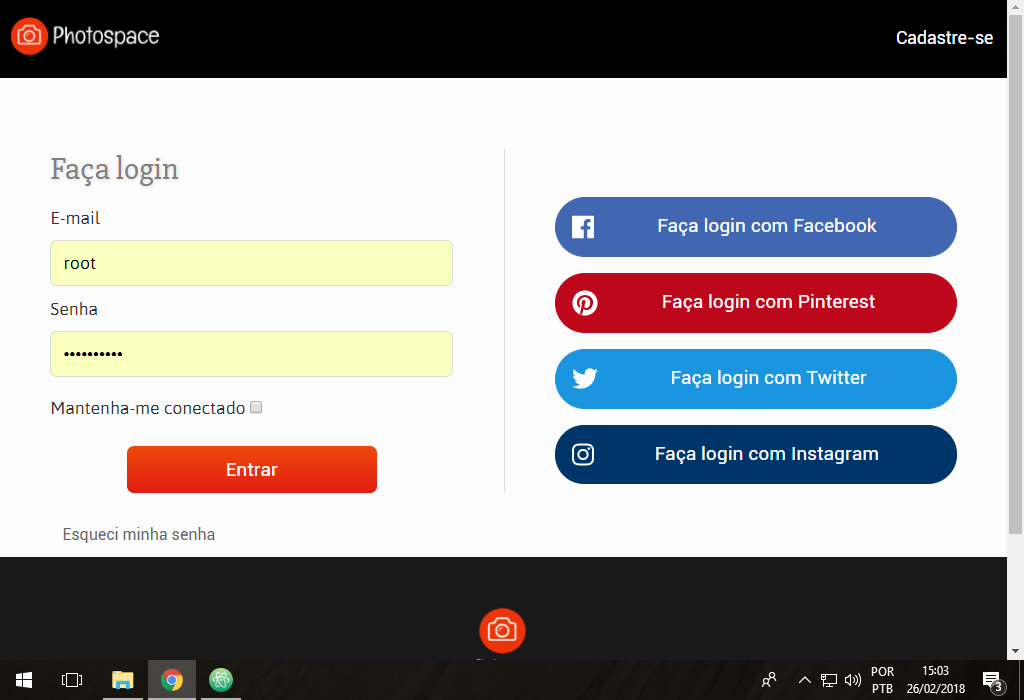 Photospace
Cadastre-se
Faça login
E-mail
root
Senha
Mantenha-me conectado
Entrar
Esqueci minha senha
Faça login com Facebook
Faça login com Pinterest
Faça login com Twitter
Faça login com Instagram
POR
PTB
15:03
26/02/2018
3